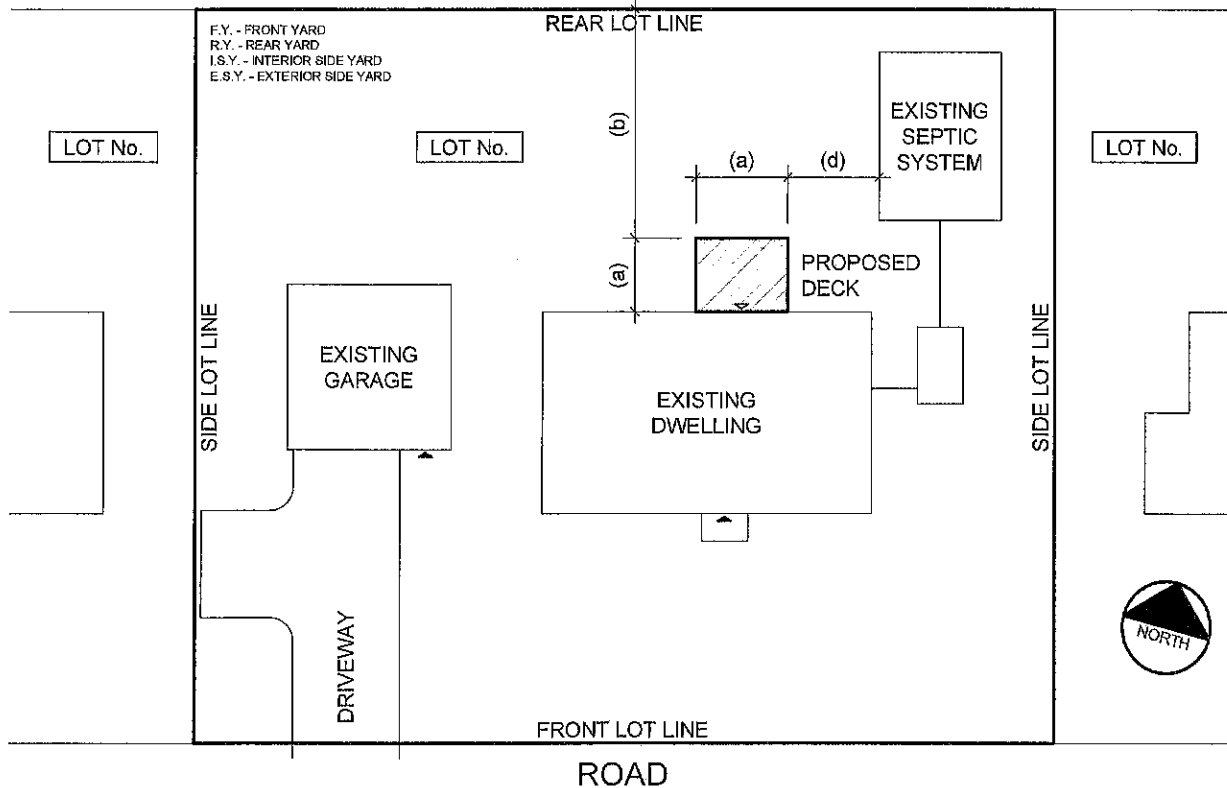 REAR LOT LINE
F.Y. - FRONT YARD
R.Y. - REAR YARD
I.S.Y. - INTERIOR SIDE YARD
E.S.Y. - EXTERIOR SIDE YARD
LOT No.
LOT No.
(b)
EXISTING
SEPTIC
SYSTEM
LOT No.
(a)
(d)
(a)
PROPOSED
DECK
SIDE LOT LINE
EXISTING
GARAGE
EXISTING
DWELLING
SIDE LOT LINE
NORTH
DRIVEWAY
FRONT LOT LINE
ROAD